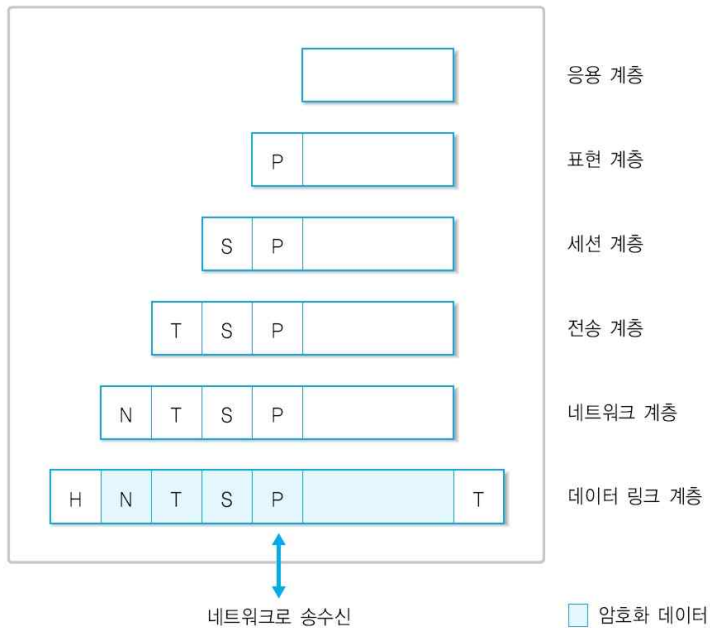 응용 계층
P
표현 계층
S P
세션 계층
T S P
전송 계층
N T S P
네트워크 계층
H N T S P T
데이터 링크 계층
네트워크로 송수신
암호화 데이터